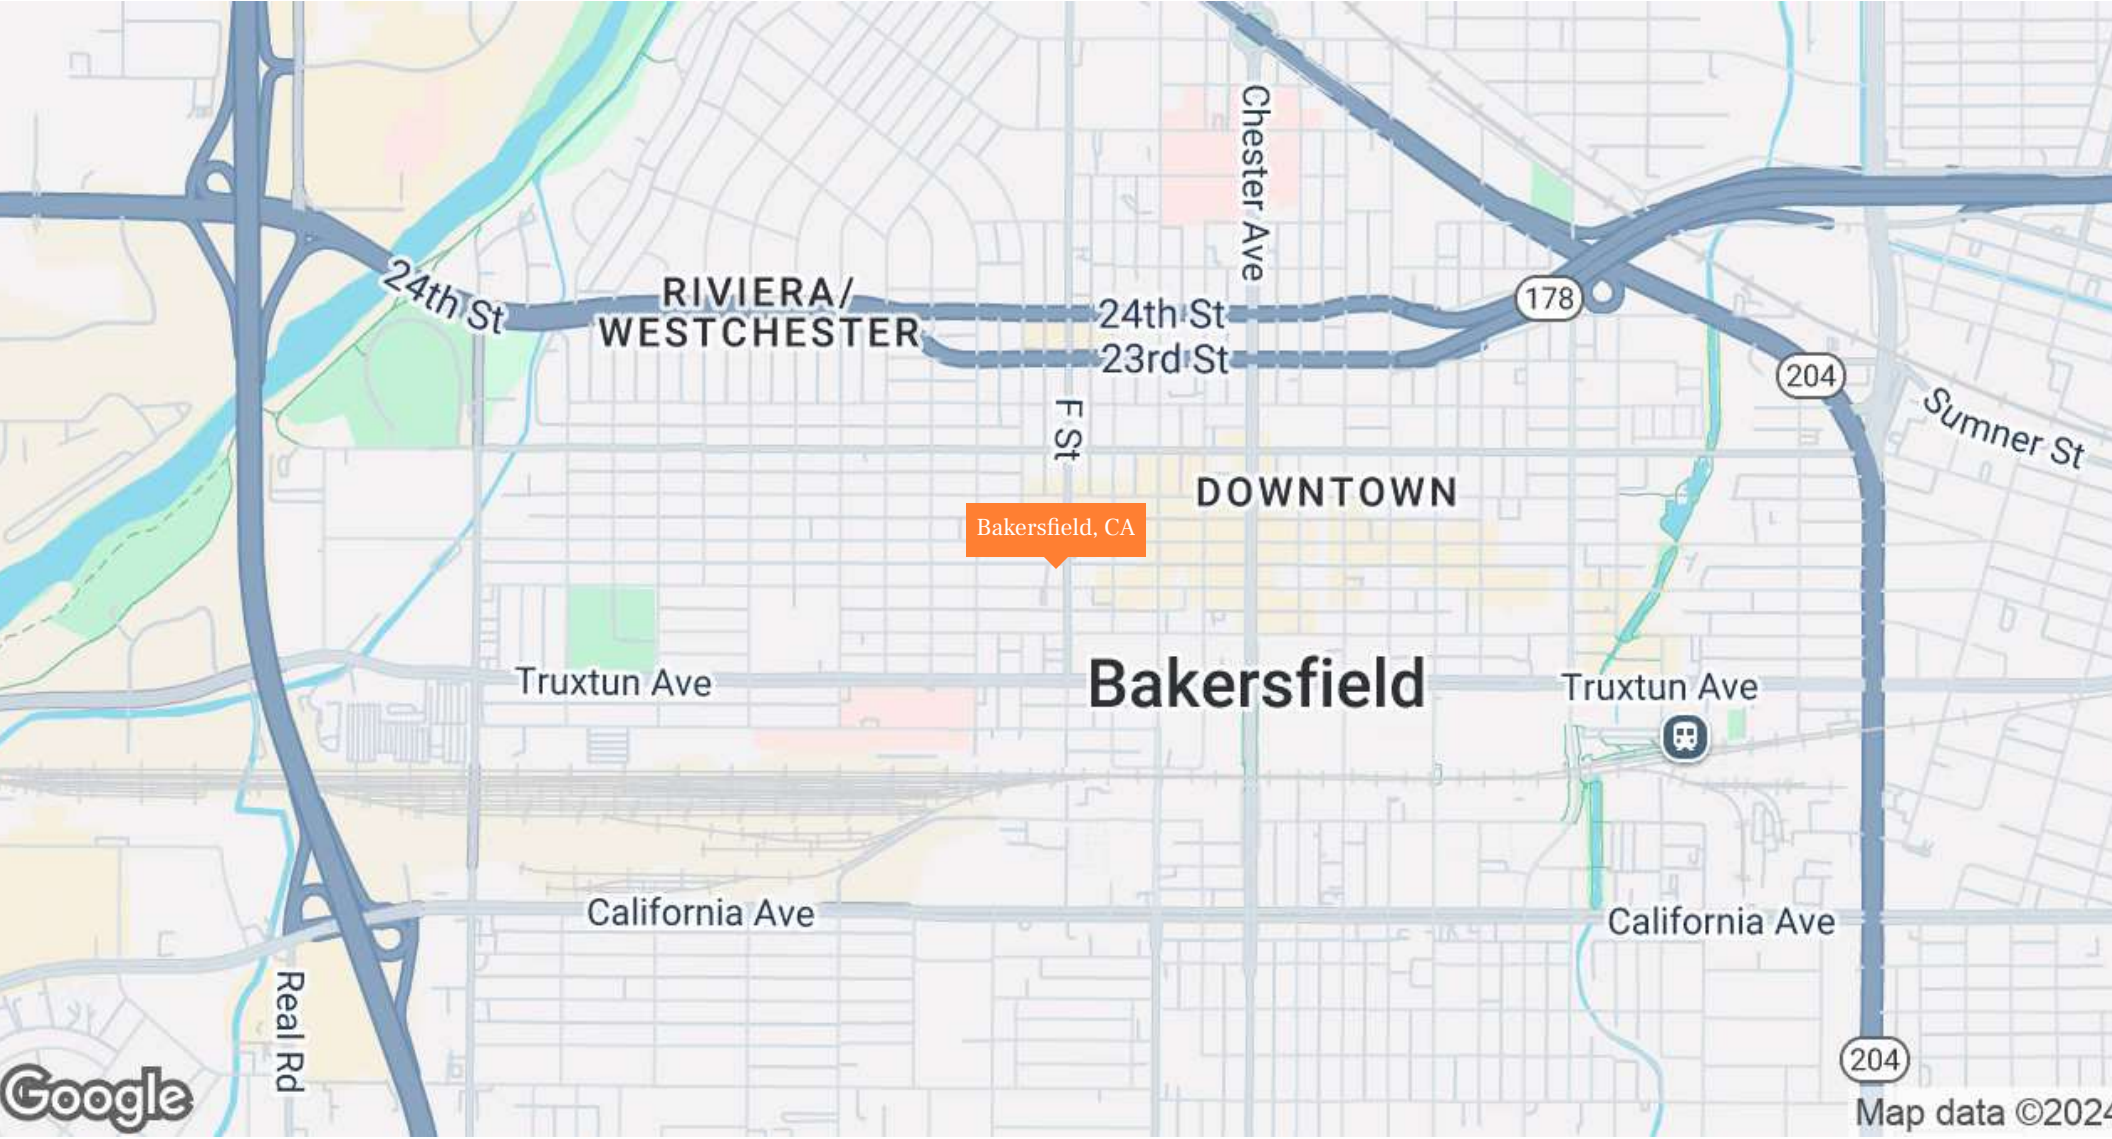 Chester Ave
24th St
RIVIERA/
WESTCHESTER
24th St
178
23rd St
204
F St
Sumner St
DOWNTOWN
Bakersfield, CA
Truxtun Ave
Bakersfield
Truxtun Ave
California Ave
California Ave
Real Rd
204
Google
Map data ©2024